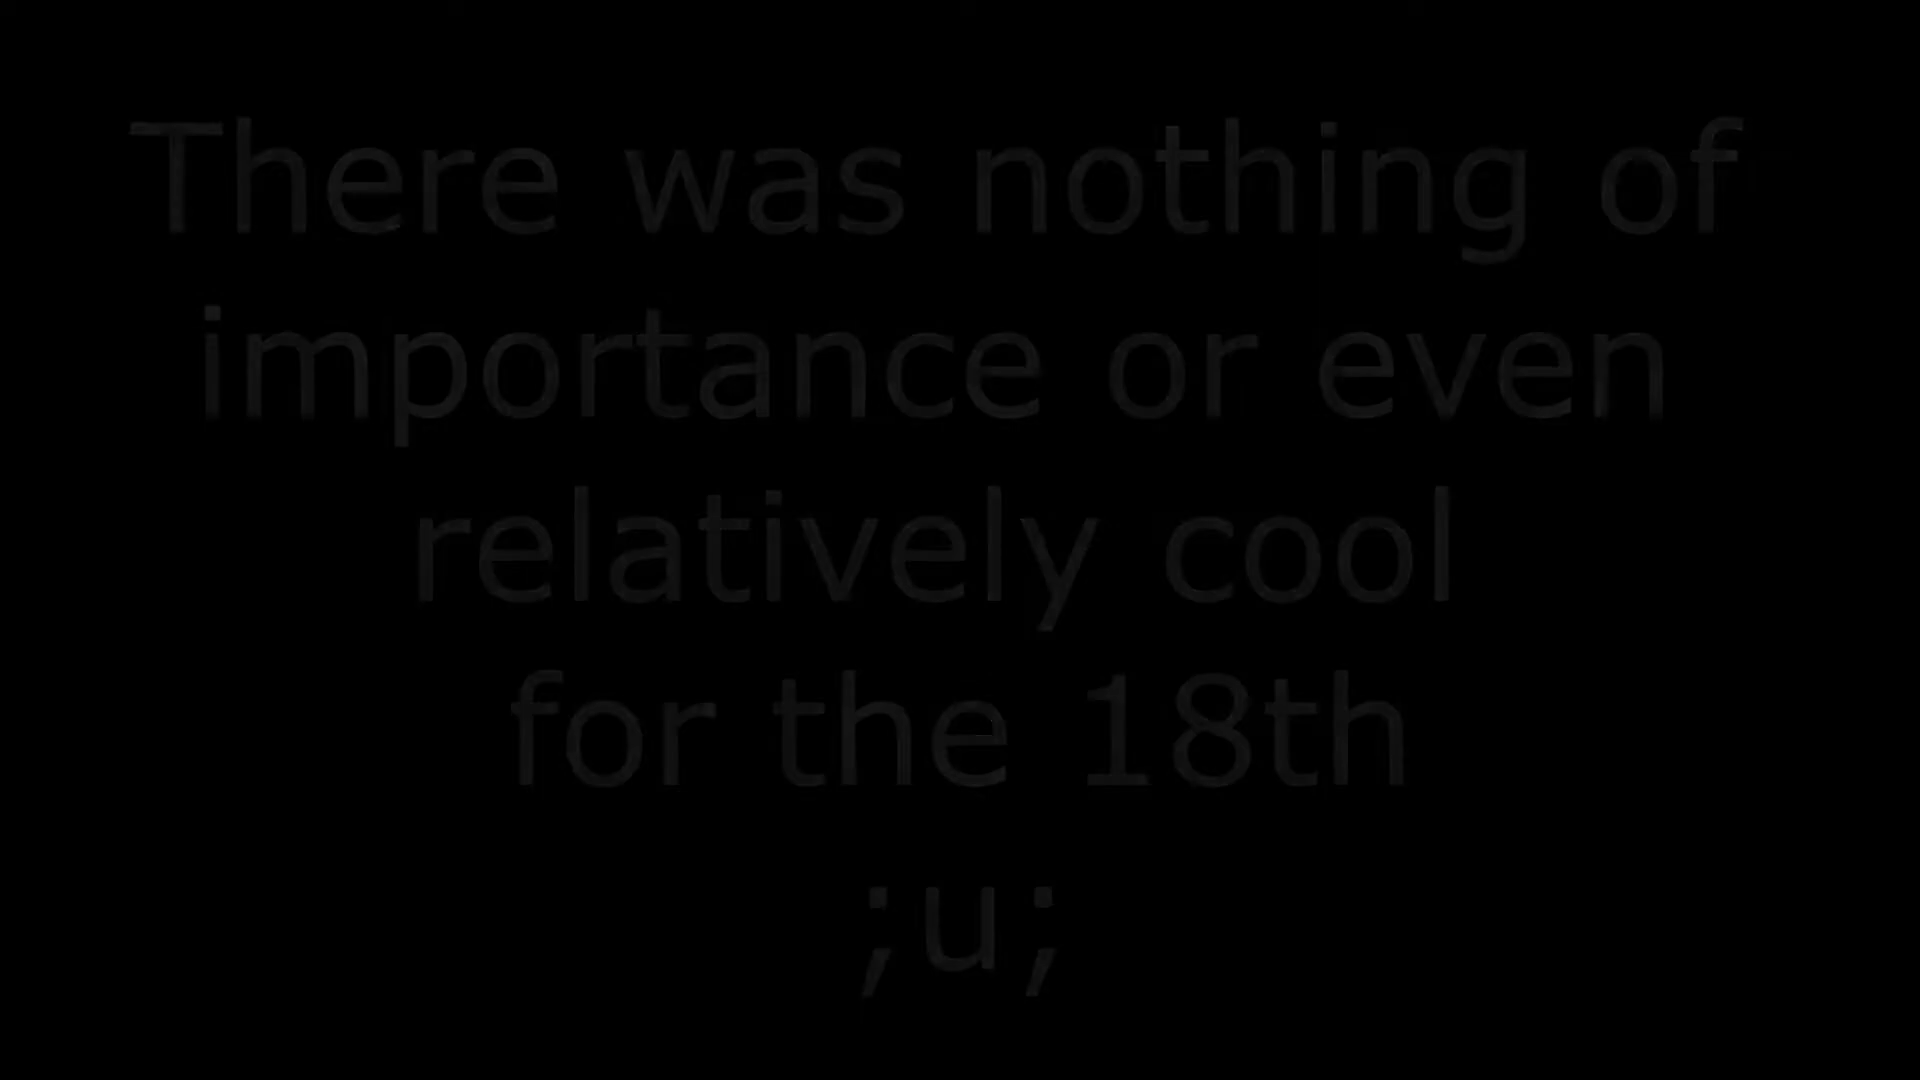 There was nothing of
importance or even
relatively cool
for the 18th
;u;